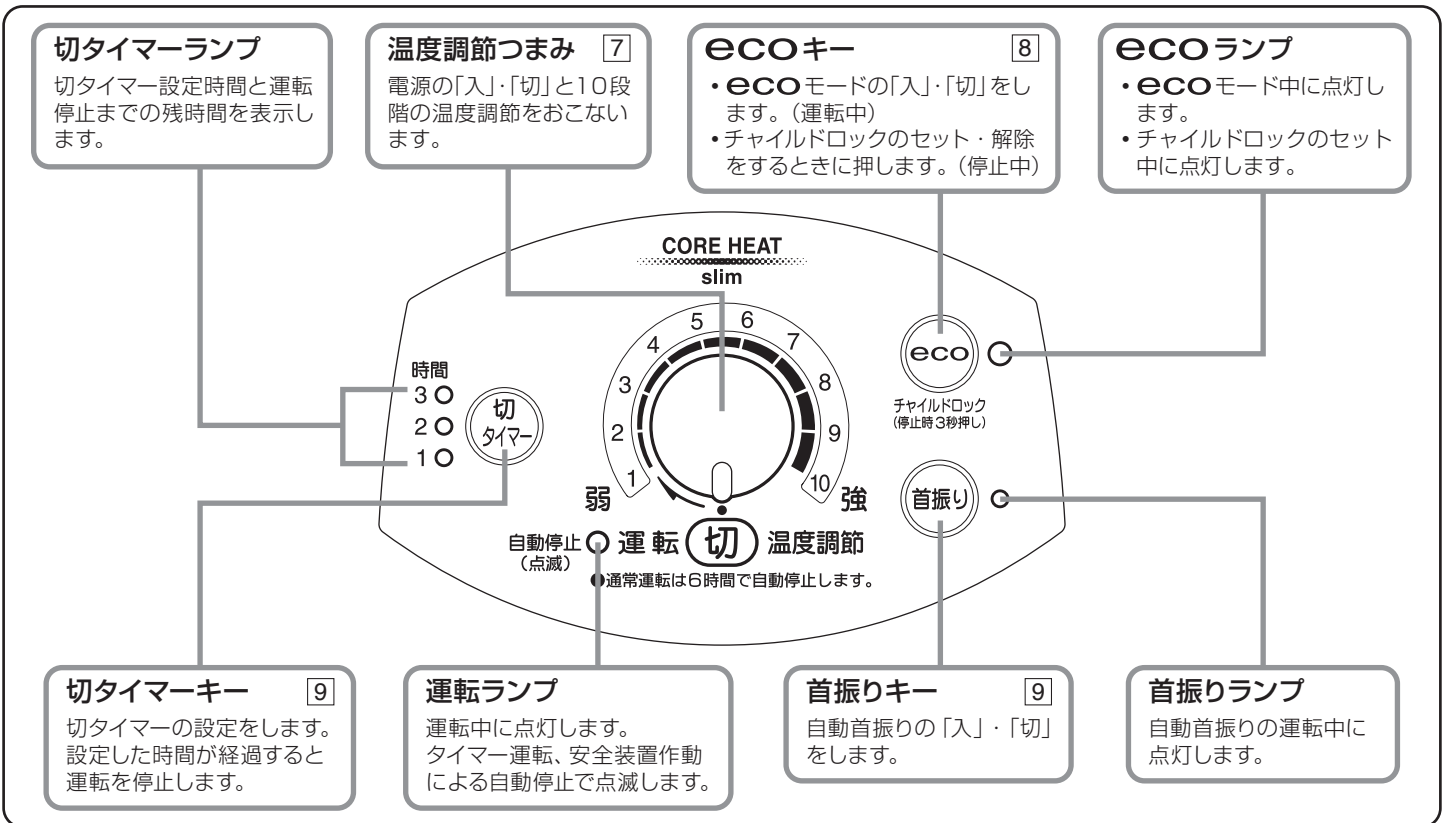 切タイマーランプ
切タイマー設定時間と運転
停止までの残時間を表示し
ます。
温度調節つまみ 7
電源の「入」・「切」と10段
階の温度調節をおこない
ます。
ecoキー 8
・ecoモードの「入」・「切」をし
ます。（運転中）
・チャイルドロックのセット・解除
をするときに押します。（停止中）
ecoランプ
・ecoモード中に点灯し
ます。
・チャイルドロックのセット
中に点灯します。
CORE HEAT
slim
時間
3
2
1
切
タイマー
1
2
3
4
5
6
7
8
9
10
弱
強
eco
チャイルドロック
（停止時3秒押し）
首振り
自動停止
（点滅）
運転 切 温度調節
●通常運転は6時間で自動停止します。
切タイマーキー 9
切タイマーの設定をします。
設定した時間が経過すると
運転を停止します。
運転ランプ
運転中に点灯します。
タイマー運転、安全装置作動
による自動停止で点滅します。
首振りキー 9
自動首振りの「入」・「切」
をします。
首振りランプ
自動首振りの運転中に
点灯します。